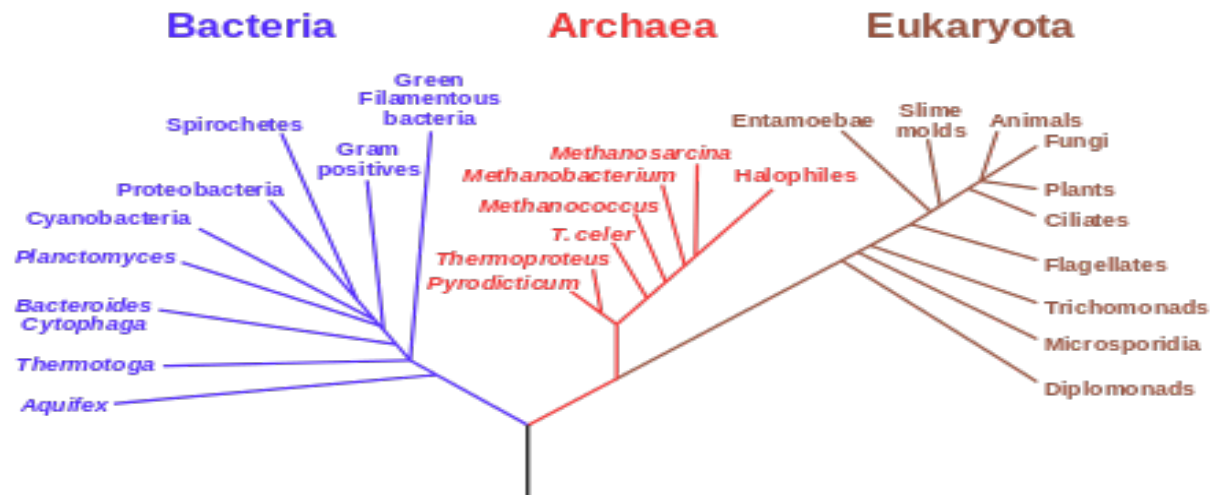 Bacteria
Archaea
Eukaryota
Green
Filamentous
bacteria
Spirochetes
Gram
positives
Proteobacteria
Cyanobacteria
Planctomyces
Bacteroides
Cytophaga
Thermotoga
Aquifex
Methanosarcina
Methanobacterium
Halophiles
Methanococcus
T. celer
Thermoproteus
Pyrodicticum
Entamoebae
Slime
molds
Animals
Fungi
Plants
Ciliates
Flagellates
Trichomonads
Microsporidia
Diplomonads